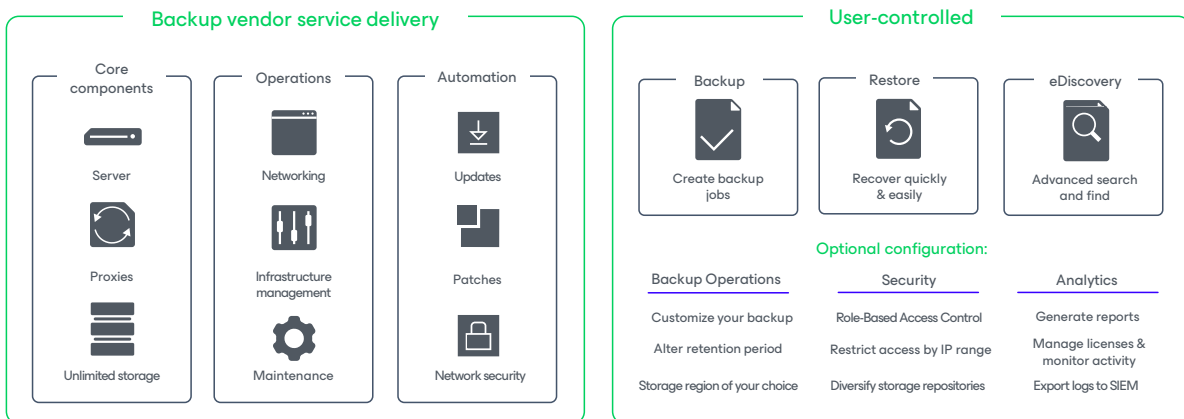 Backup vendor service delivery
Core
components
Server
Proxies
Unlimited storage
Operations
Networking
Infrastructure
management
Maintenance
Automation
Updates
Patches
Network security
User-controlled
Backup
Create backup
jobs
Restore
Recover quickly
& easily
eDiscovery
Advanced search
and find
Optional configuration:
Backup Operations
Customize your backup
Alter retention period
Storage region of your choice
Security
Role-Based Access Control
Restrict access by IP range
Diversify storage repositories
Analytics
Generate reports
Manage licenses &
monitor activity
Export logs to SIEM